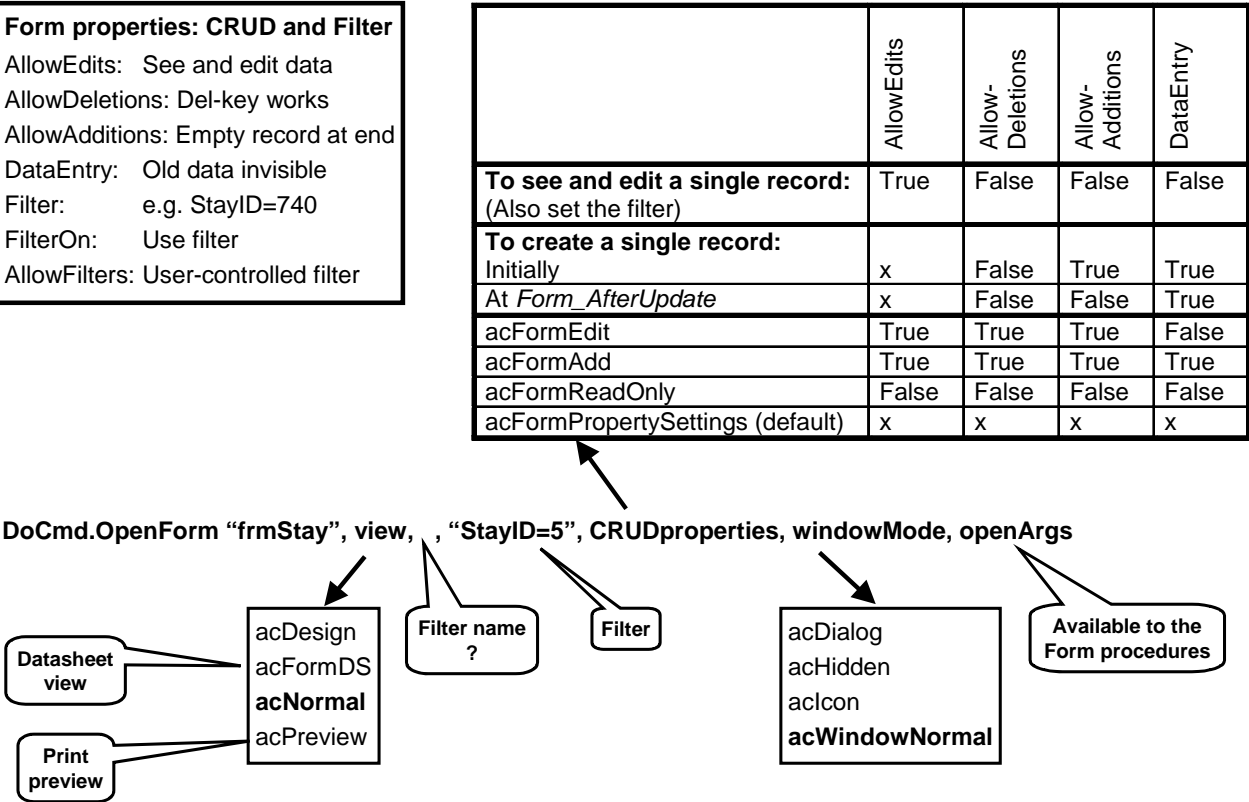 Form properties: CRUD and Filter
AllowEdits: See and edit data
AllowDeletions: Del-key works
AllowAdditions: Empty record at end
DataEntry: Old data invisible
Filter: e.g. StayID=740
FilterOn: Use filter
AllowFilters: User-controlled filter
AllowEdits
Allow-
Deletions
Allow-
Additions
DataEntry
To see and edit a single record: True False False False
(Also set the filter)
To create a single record:
Initially x False True True
At Form_AfterUpdate x False False True
acFormEdit True True True False
acFormAdd True True True True
acFormReadOnly False False False False
acFormPropertySettings (default) x x x x
DoCmd.OpenForm “frmStay”, view, , “StayID=5”, CRUDproperties, windowMode, openArgs
Datasheet
view
Print
preview
acDesign
acFormDS
acNormal
acPreview
Filter name
?
Filter
acDialog
acHidden
acIcon
acWindowNormal
Available to the
Form procedures